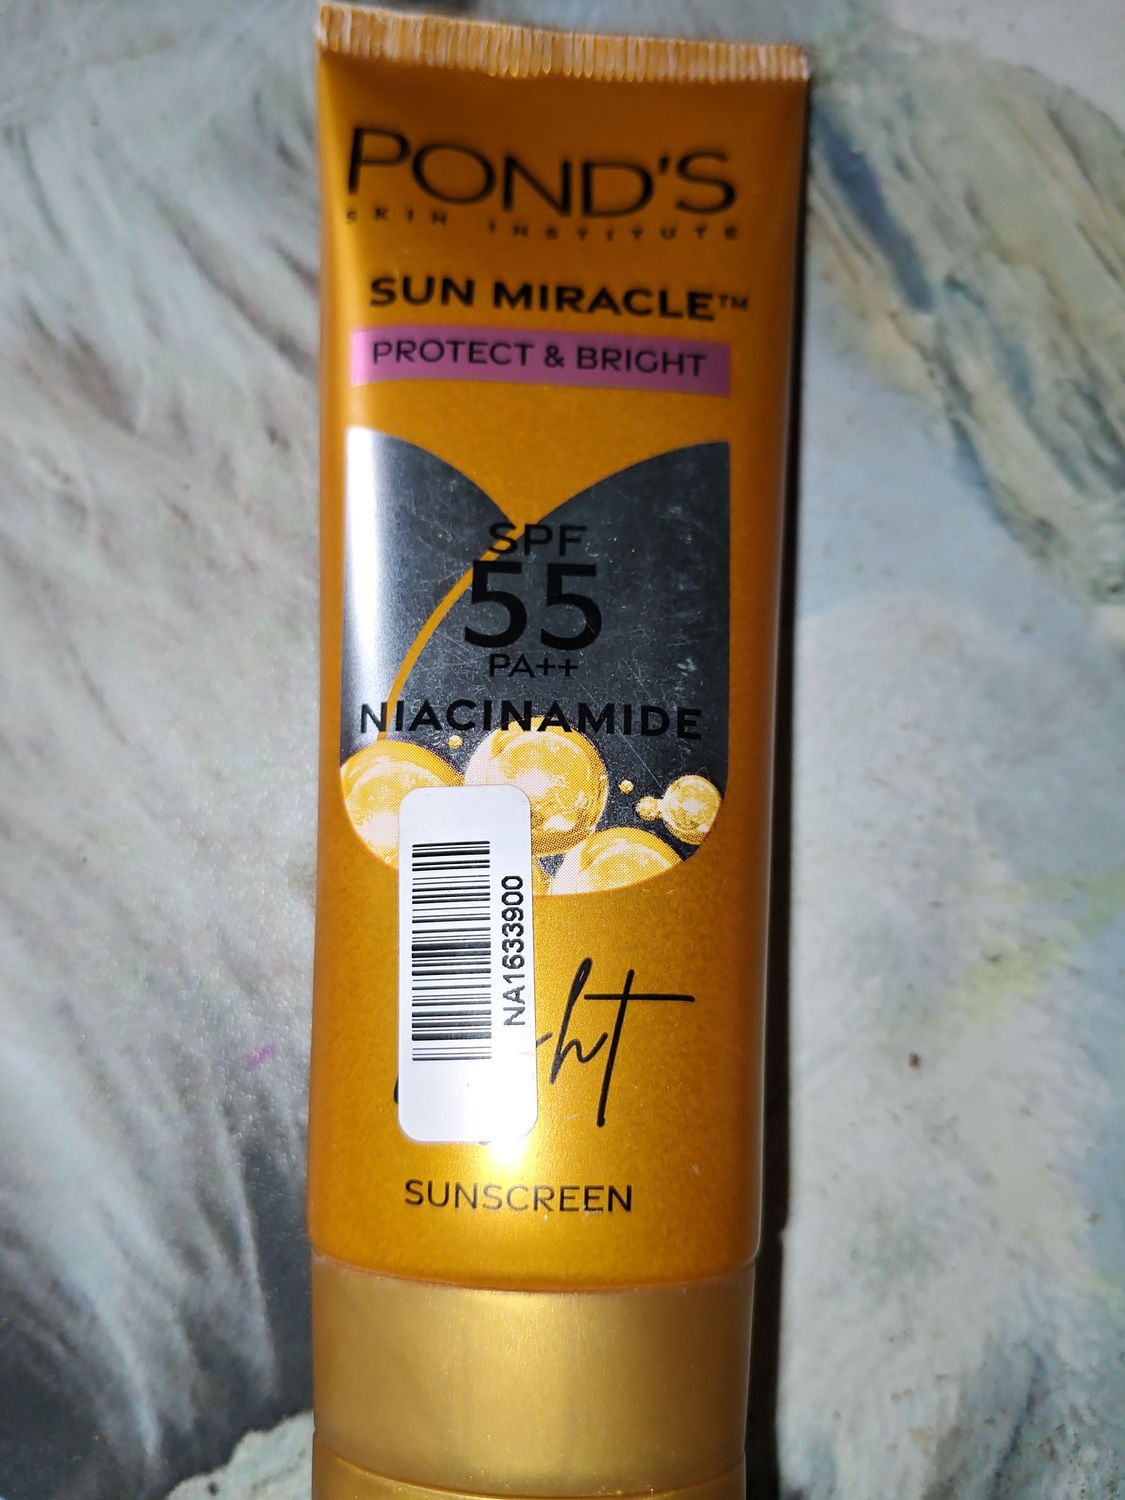 POND'S
SKIN INSTITUTE
SUN MIRACLE™
PROTECT & BRIGHT
SPF
55
PA++
NIACINAMIDE
NA1633900
SUNSCREEN